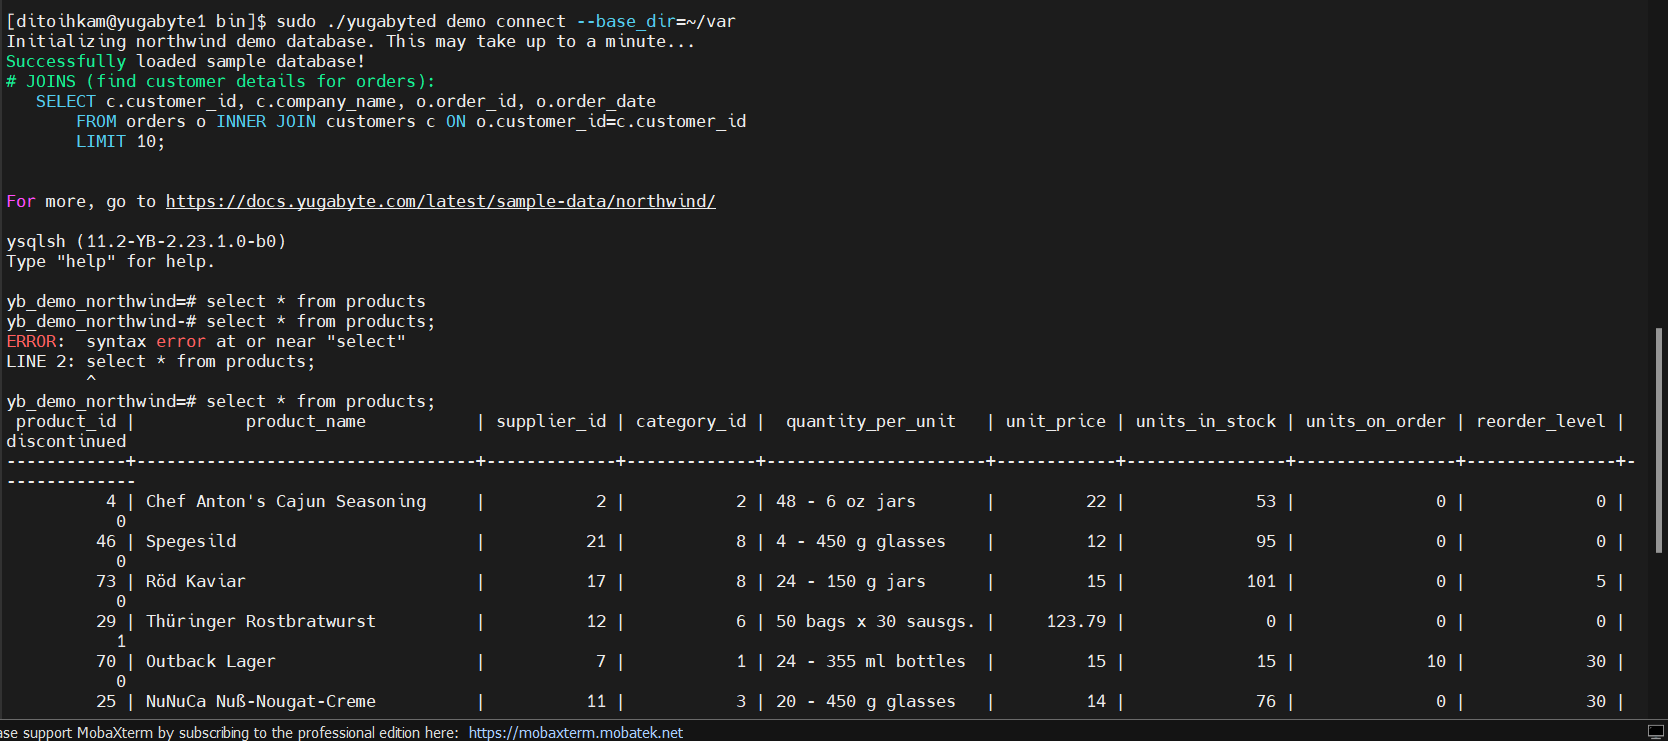 [ditoihkam@yugabyte1 bin]$ sudo ./yugabyted demo connect --base_dir=~/var
Initializing northwind demo database. This may take up to a minute...
Successfully loaded sample database!
# JOINS (find customer details for orders):
   SELECT c.customer_id, c.company_name, o.order_id, o.order_date
       FROM orders o INNER JOIN customers c ON o.customer_id=c.customer_id
       LIMIT 10;
For more, go to https://docs.yugabyte.com/latest/sample-data/northwind/
ysqlsh (11.2-YB-2.23.1.0-b0)
Type "help" for help.
yb_demo_northwind=# select * from products
yb_demo_northwind-# select * from products;
ERROR:  syntax error at or near "select"
LINE 2: select * from products;
        ^
yb_demo_northwind=# select * from products;
 product_id |           product_name           | supplier_id | category_id |  quantity_per_unit   | unit_price | units_in_stock | units_on_order | reorder_level |
discontinued
------------+----------------------------------+-------------+-------------+----------------------+------------+----------------+----------------+---------------+-
-------------
          4 | Chef Anton's Cajun Seasoning     |           2 |           2 | 48 - 6 oz jars       |         22 |             53 |              0 |             0 |
           0
         46 | Spegesild                        |          21 |           8 | 4 - 450 g glasses    |         12 |             95 |              0 |             0 |
           0
         73 | Röd Kaviar                       |          17 |           8 | 24 - 150 g jars      |         15 |            101 |              0 |             5 |
           0
         29 | Thüringer Rostbratwurst          |          12 |           6 | 50 bags x 30 sausgs. |     123.79 |              0 |              0 |             0 |
           1
         70 | Outback Lager                    |           7 |           1 | 24 - 355 ml bottles  |         15 |             15 |             10 |            30 |
           0
         25 | NuNuCa Nuß-Nougat-Creme          |          11 |           3 | 20 - 450 g glasses   |         14 |             76 |              0 |            30 |
ase support MobaXterm by subscribing to the professional edition here: https://mobaxterm.mobatek.net